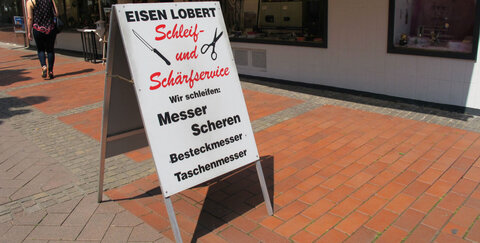 EISEN LOBERT
Schleif-
und
Schärfservice
Wir schleifen:
Messer
Scheren
Besteckmesser
Taschenmesser